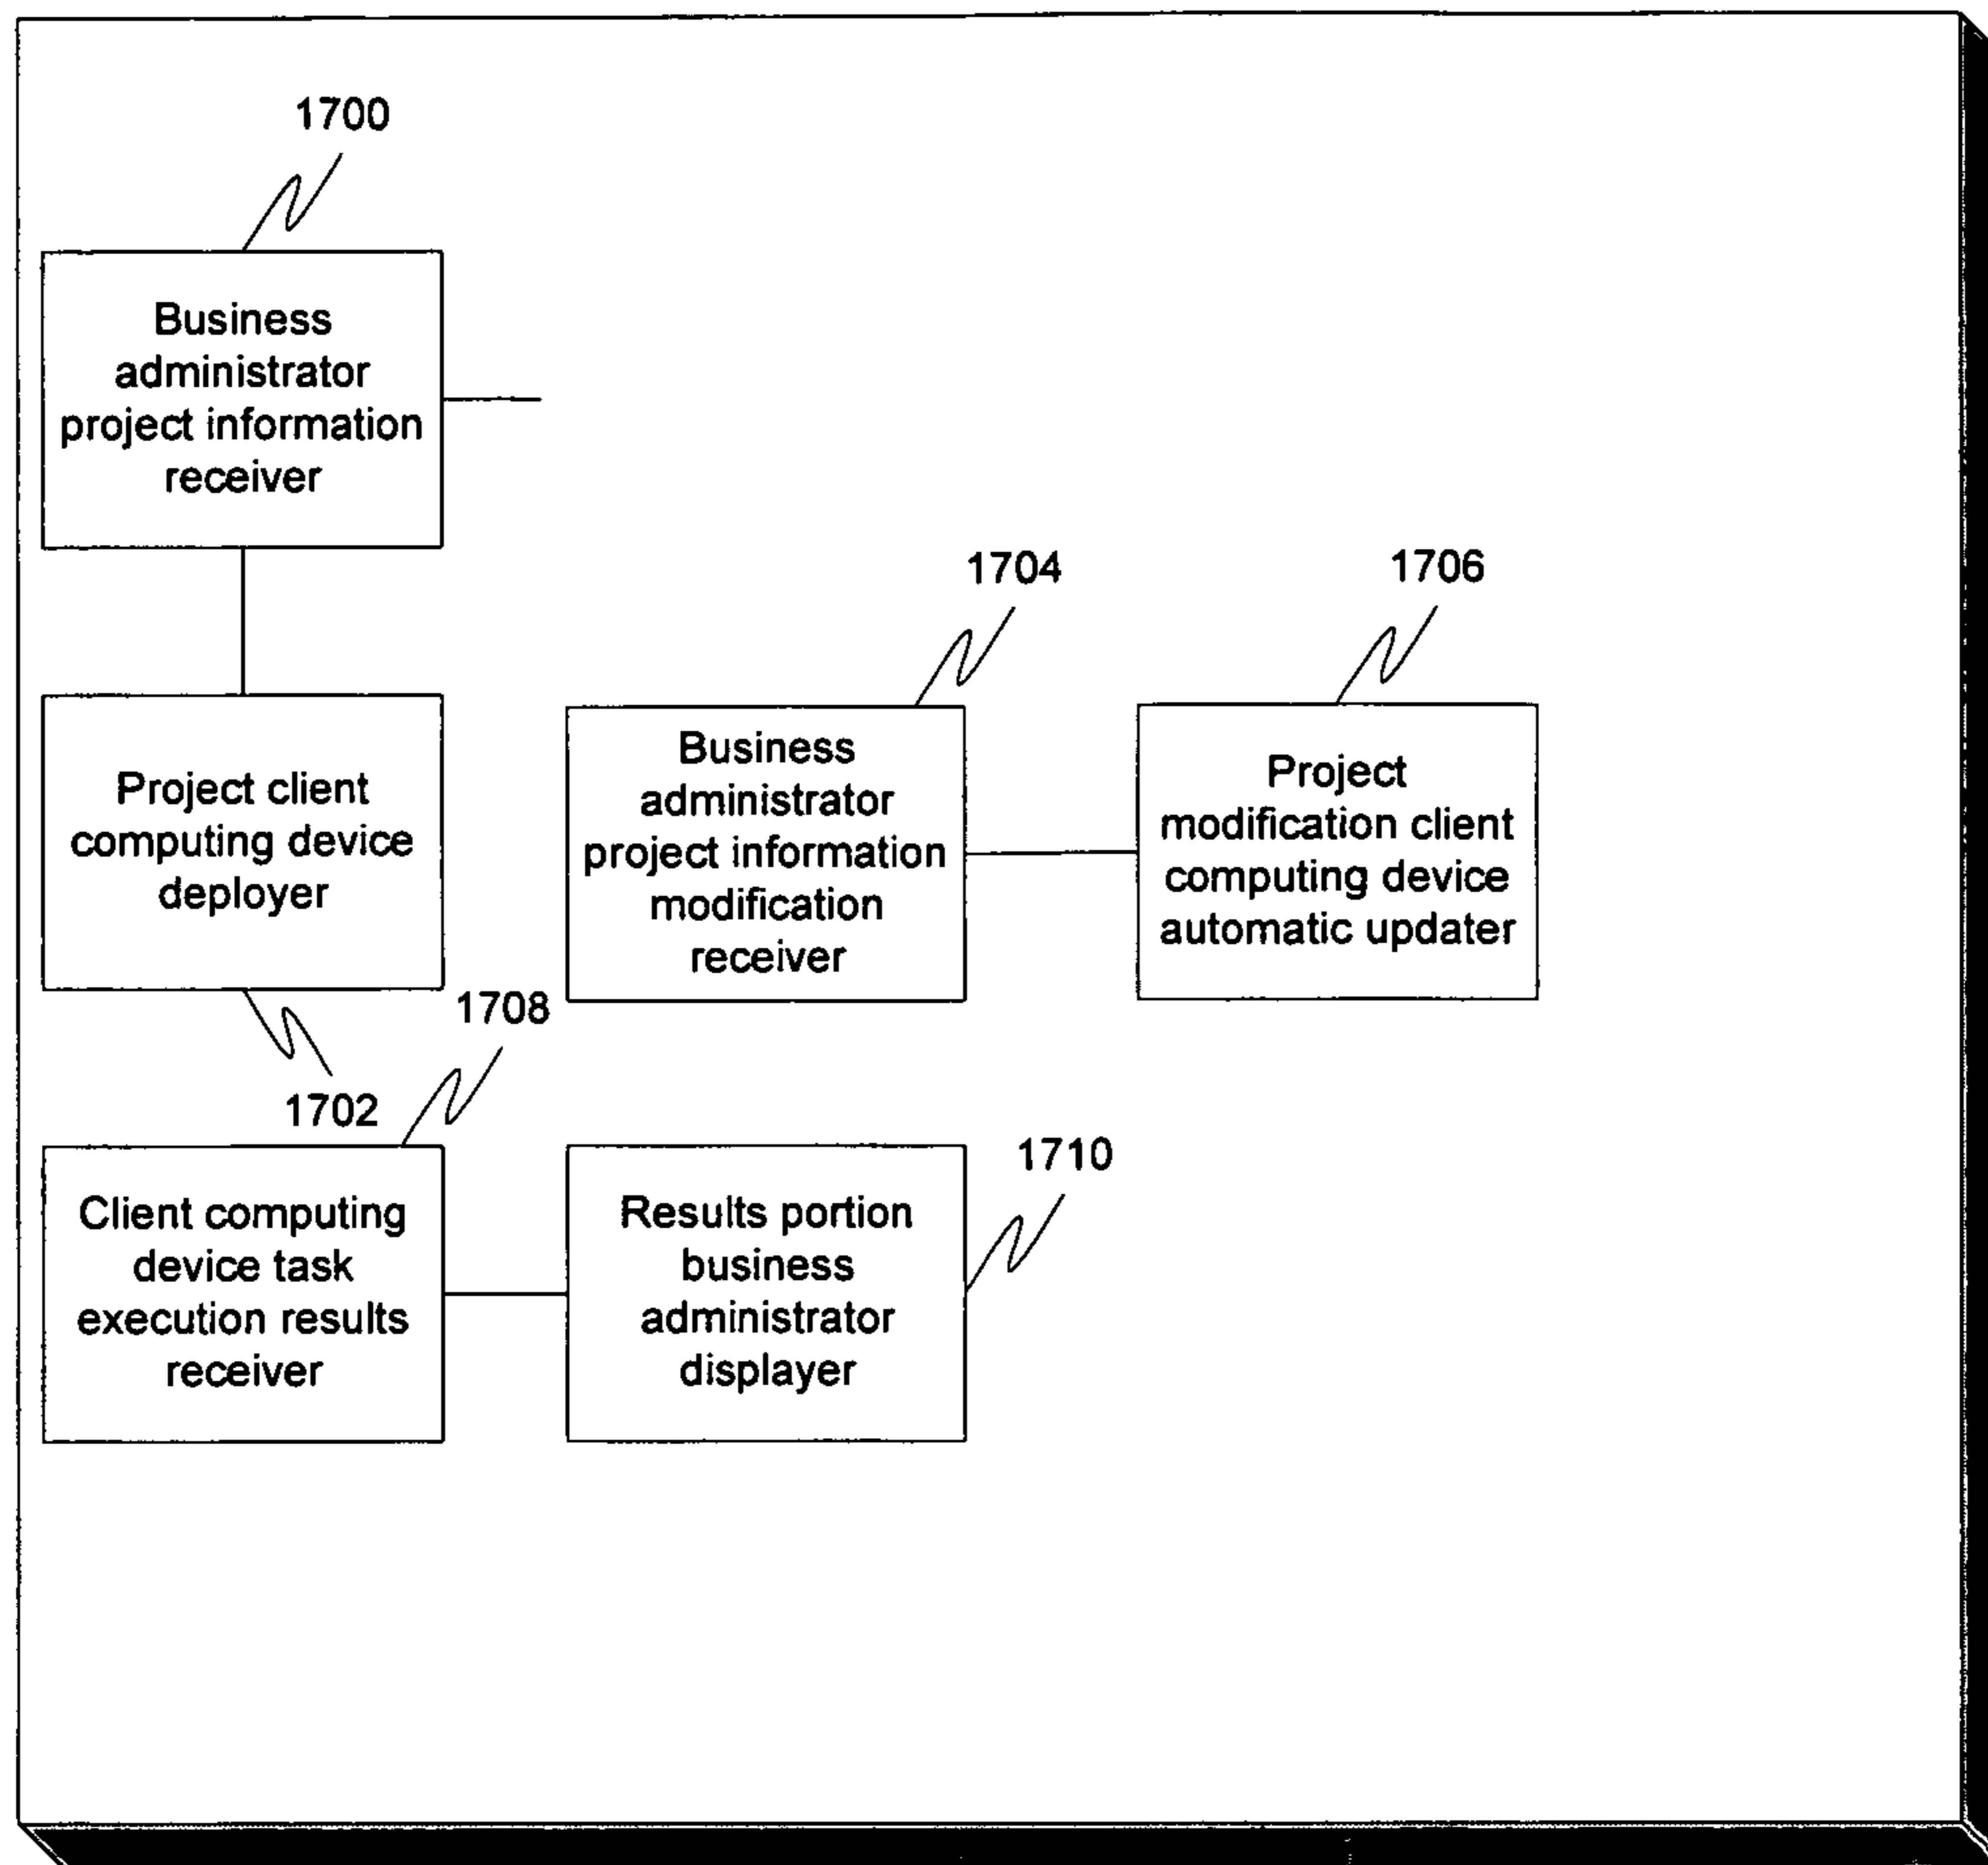 1700
Business
administrator
project information
receiver
1704
1706
Project client
computing device
deployer
Business
administrator
project information
modification
receiver
Project
modification client
computing device
automatic updater
1708
1702
1710
Client computing
device task
execution results
receiver
Results portion
business
administrator
displayer